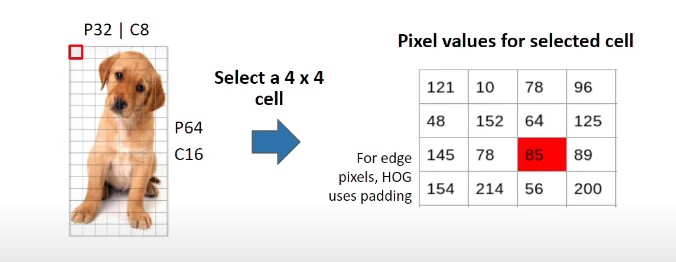 P32 | C8
P64
C16
Select a 4 x 4
cell
For edge
pixels, HOG
uses padding
Pixel values for selected cell
121 10 78 96
48 152 64 125
145 78 85 89
154 214 56 200